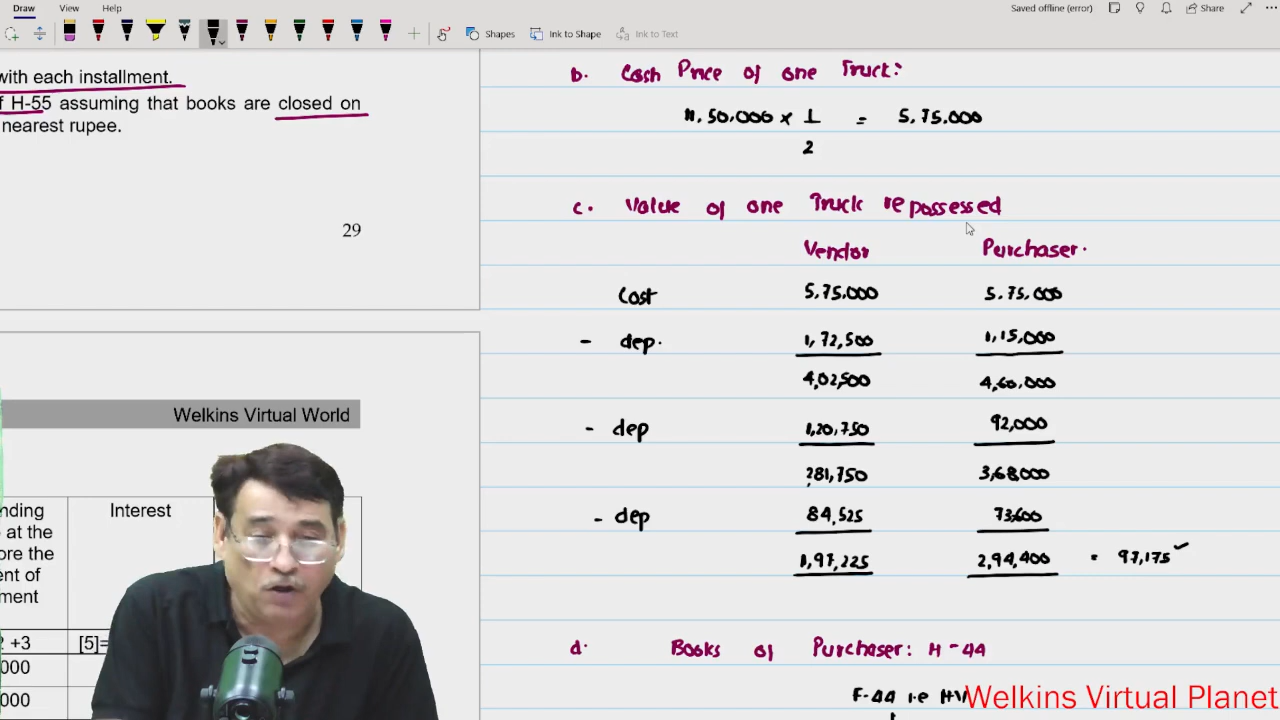 Draw View Help Saved offline (error) Share
Shapes Ink to Shape Ink to Text
with each installment.
f H-55 assuming that books are closed on
nearest rupee.
29
Welkins Virtual World
nding Interest
at the
ore the
ent of
ment
2 +3 [5]=
000
000
b. Cash Price of one Truck:
11,50,000 x 1 = 5,75,000
2
c. Value of one Truck repossessed
Vendor Purchaser.
Cost 5,75,000 5,75,000
- dep. 1,72,500 1,15,000
4,02,500 4,60,000
- dep 1,20,750 92,000
281,750 3,68,000
- dep 84,525 73,600
1,97,225 2,94,400 = 97,175
d. Books of Purchaser: H-44
F-44 i.e
Welkins Virtual Planet